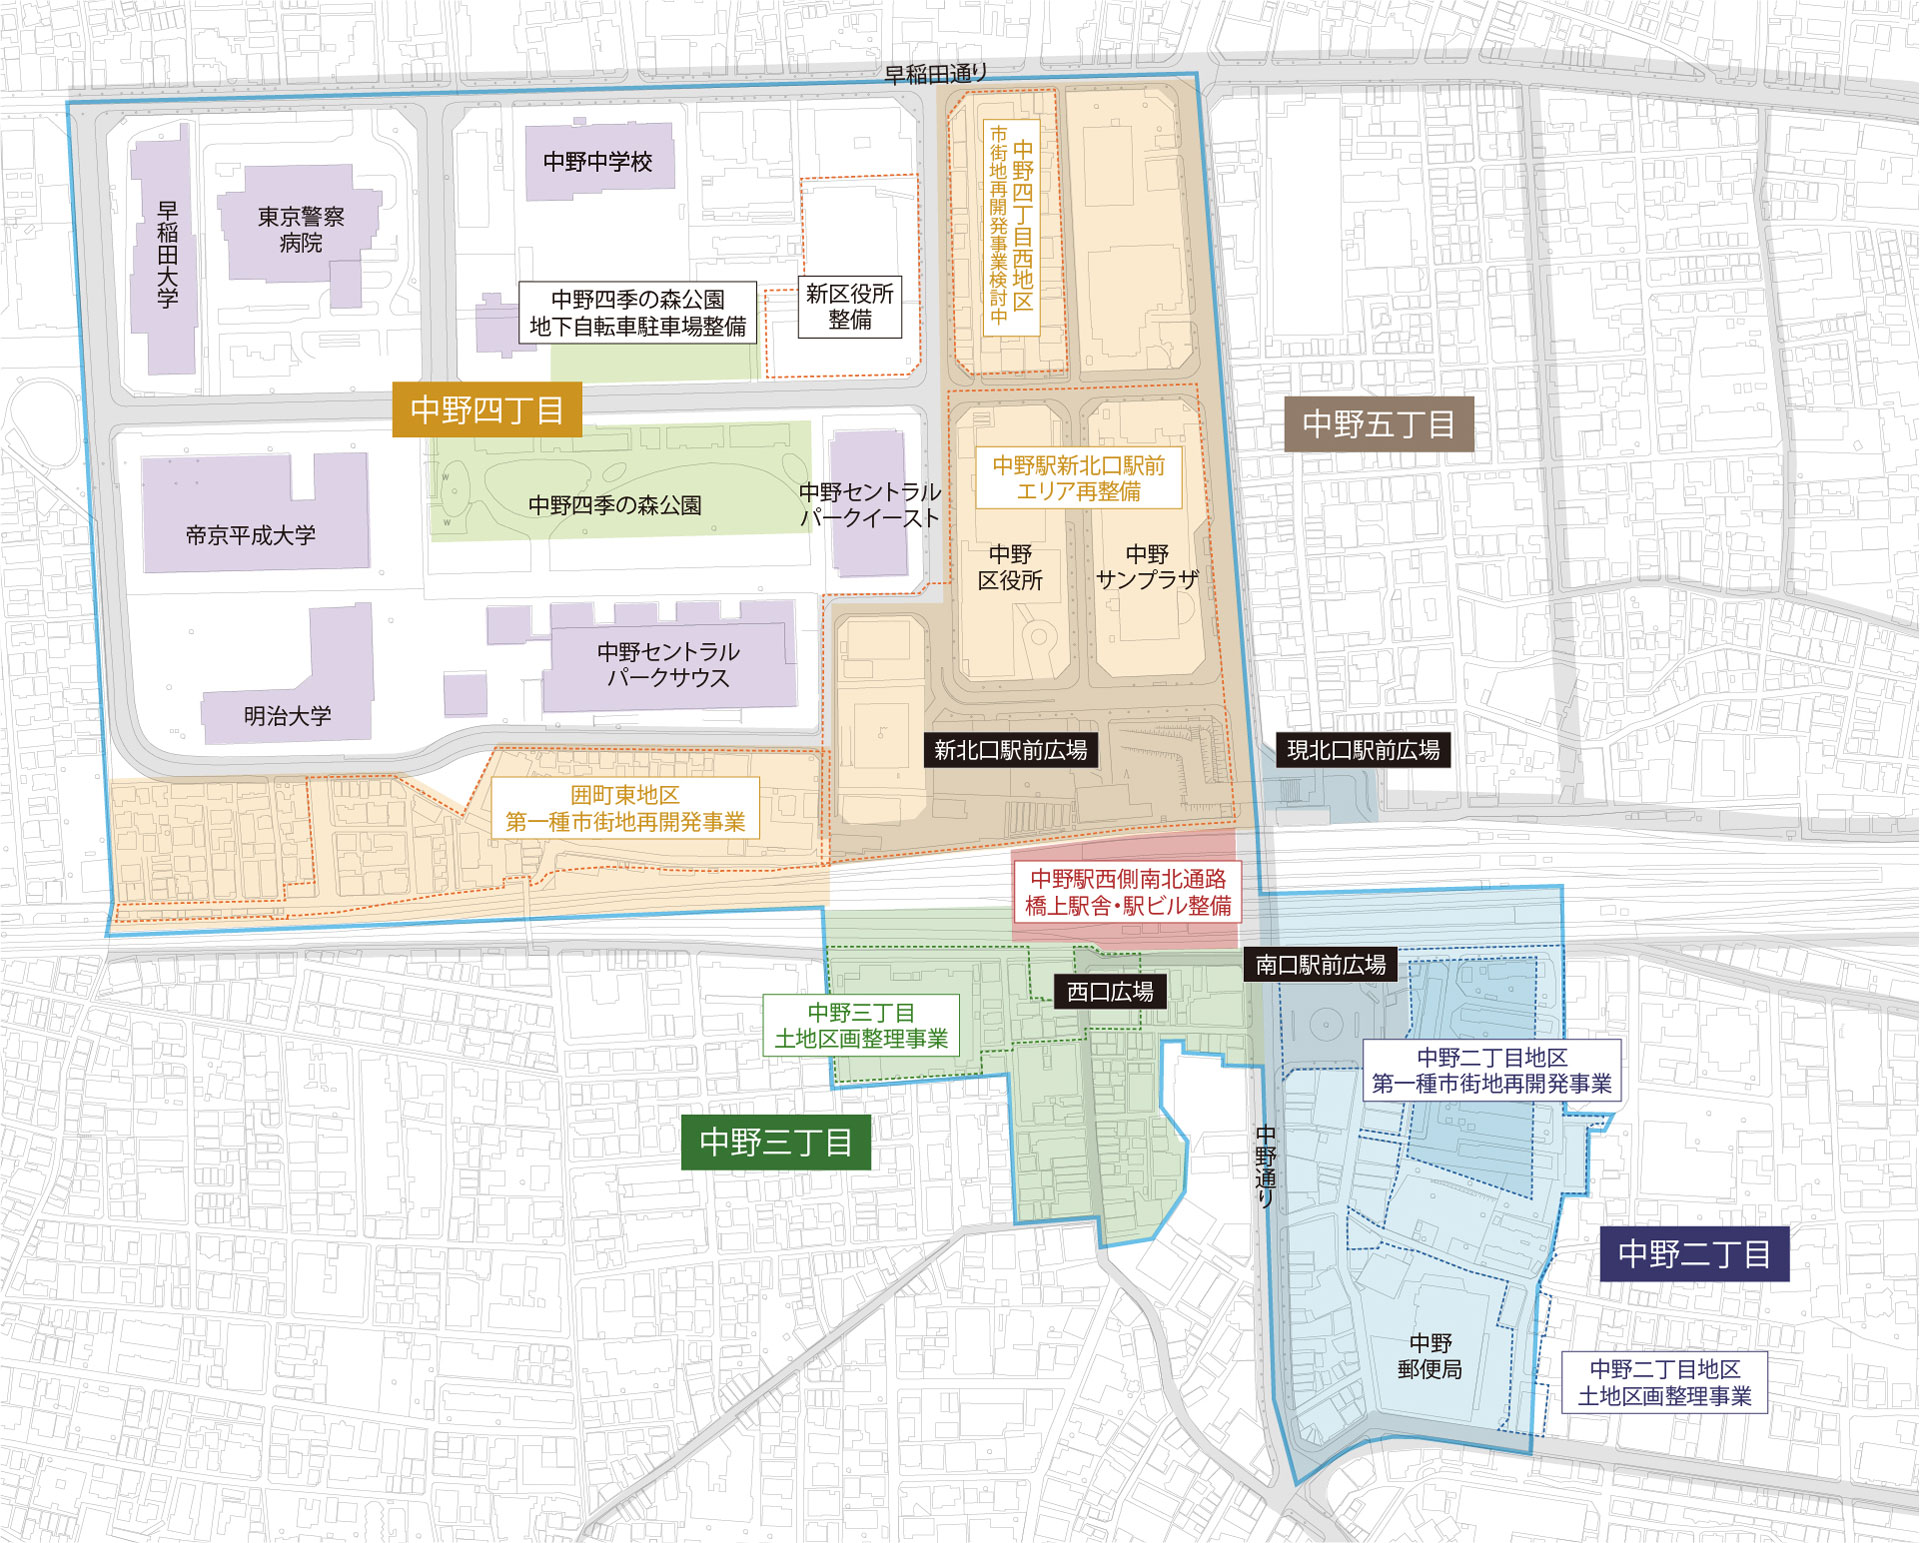 早稲田通り
中野中学校
市街地再開発事業検討中
中野四丁目西地区
早稲田大学
東京警察
病院
中野四季の森公園
地下自転車駐車場整備
新区役所
整備
中野四丁目
中野五丁目
中野駅新北口駅前
エリア再整備
中野四季の森公園
中野セントラル
パークイースト
帝京平成大学
中野
区役所
中野
サンプラザ
中野セントラル
パークサウス
明治大学
新北口駅前広場
現北口駅前広場
囲町東地区
第一種市街地再開発事業
中野駅西側南北通路
橋上駅舎・駅ビル整備
南口駅前広場
西口広場
中野三丁目
土地区画整理事業
中野二丁目地区
第一種市街地再開発事業
中野三丁目
中野通り
中野二丁目
中野
郵便局
中野二丁目地区
土地区画整理事業